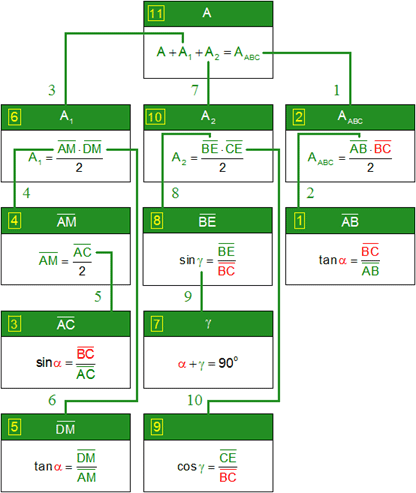 11 A
A + A₁ + A₂ = A_ABC
3 7 1
6 A₁
A₁ = (AM̅ · DM̅)/2
10 A₂
A₂ = (BE̅ · CE̅)/2
2 A_ABC
A_ABC = (AB̅ · BC̅)/2
4 8 2
4 AM̅
AM̅ = AC̅/2
8 BE̅
sin γ = BE̅/BC̅
1 AB̅
tan α = BC̅/AB̅
5 9
3 AC̅
sin α = BC̅/AC̅
7 γ
α + γ = 90°
6 10
5 DM̅
tan α = DM̅/AM̅
9
cos γ = CE̅/BC̅